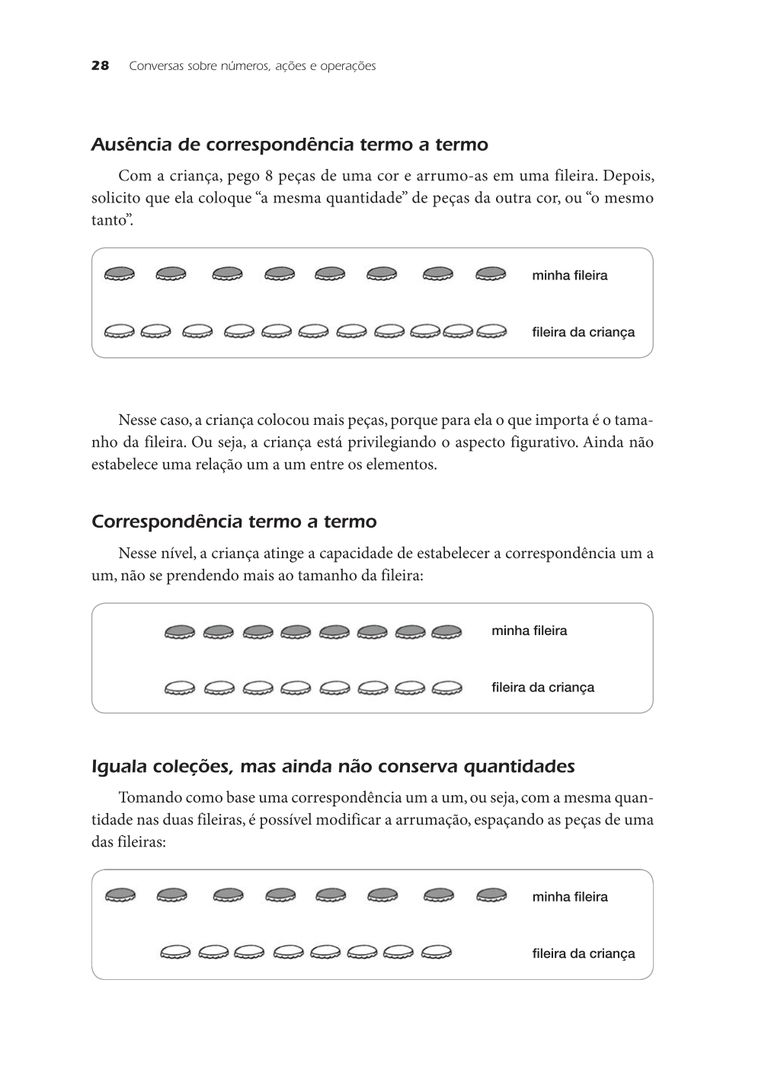 28 Conversas sobre números, ações e operações
Ausência de correspondência termo a termo
Com a criança, pego 8 peças de uma cor e arrumo-as em uma fileira. Depois,
solicito que ela coloque “a mesma quantidade” de peças da outra cor, ou “o mesmo
tanto”.
minha fileira
fileira da criança
Nesse caso, a criança colocou mais peças, porque para ela o que importa é o tama-
nho da fileira. Ou seja, a criança está privilegiando o aspecto figurativo. Ainda não
estabelece uma relação um a um entre os elementos.
Correspondência termo a termo
Nesse nível, a criança atinge a capacidade de estabelecer a correspondência um a
um, não se prendendo mais ao tamanho da fileira:
minha fileira
fileira da criança
Iguala coleções, mas ainda não conserva quantidades
Tomando como base uma correspondência um a um, ou seja, com a mesma quan-
tidade nas duas fileiras, é possível modificar a arrumação, espaçando as peças de uma
das fileiras:
minha fileira
fileira da criança